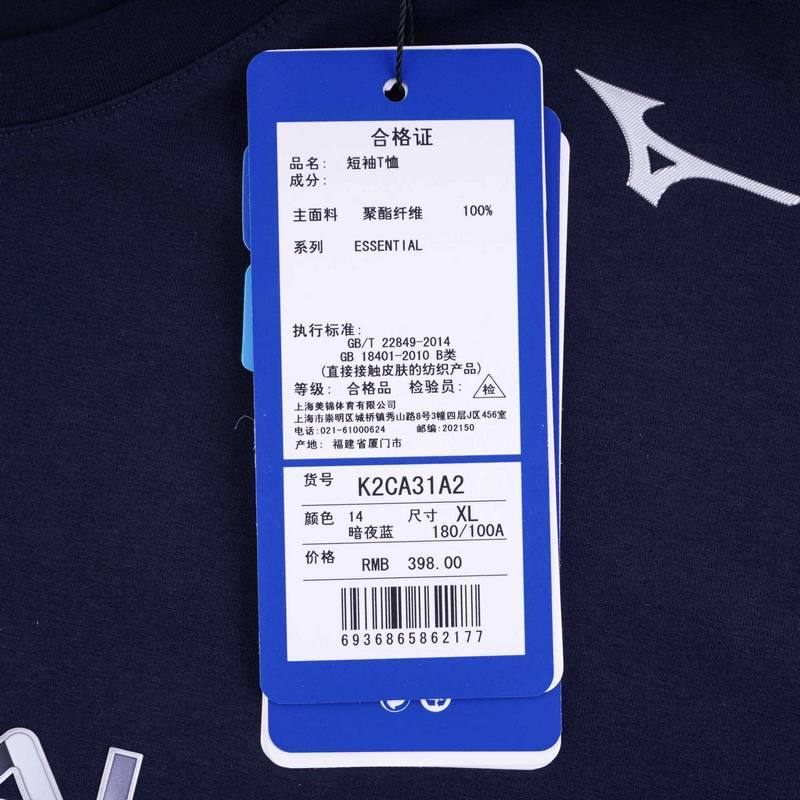 合格证
品名: 短袖T恤
成分:
主面料 聚酯纤维 100%
系列 ESSENTIAL
执行标准:
GB/T 22849-2014
GB 18401-2010 B类
(直接接触皮肤的纺织产品)
等级: 合格品 检验员: 检
上海美锦体育有限公司
上海市崇明区城桥镇秀山路8号3幢四层J区456室
电话:021-61000624 邮编:202150
产地: 福建省厦门市
货号 K2CA31A2
颜色 14 尺寸 XL
暗夜蓝 180/100A
价格 RMB 398.00
6936865862177